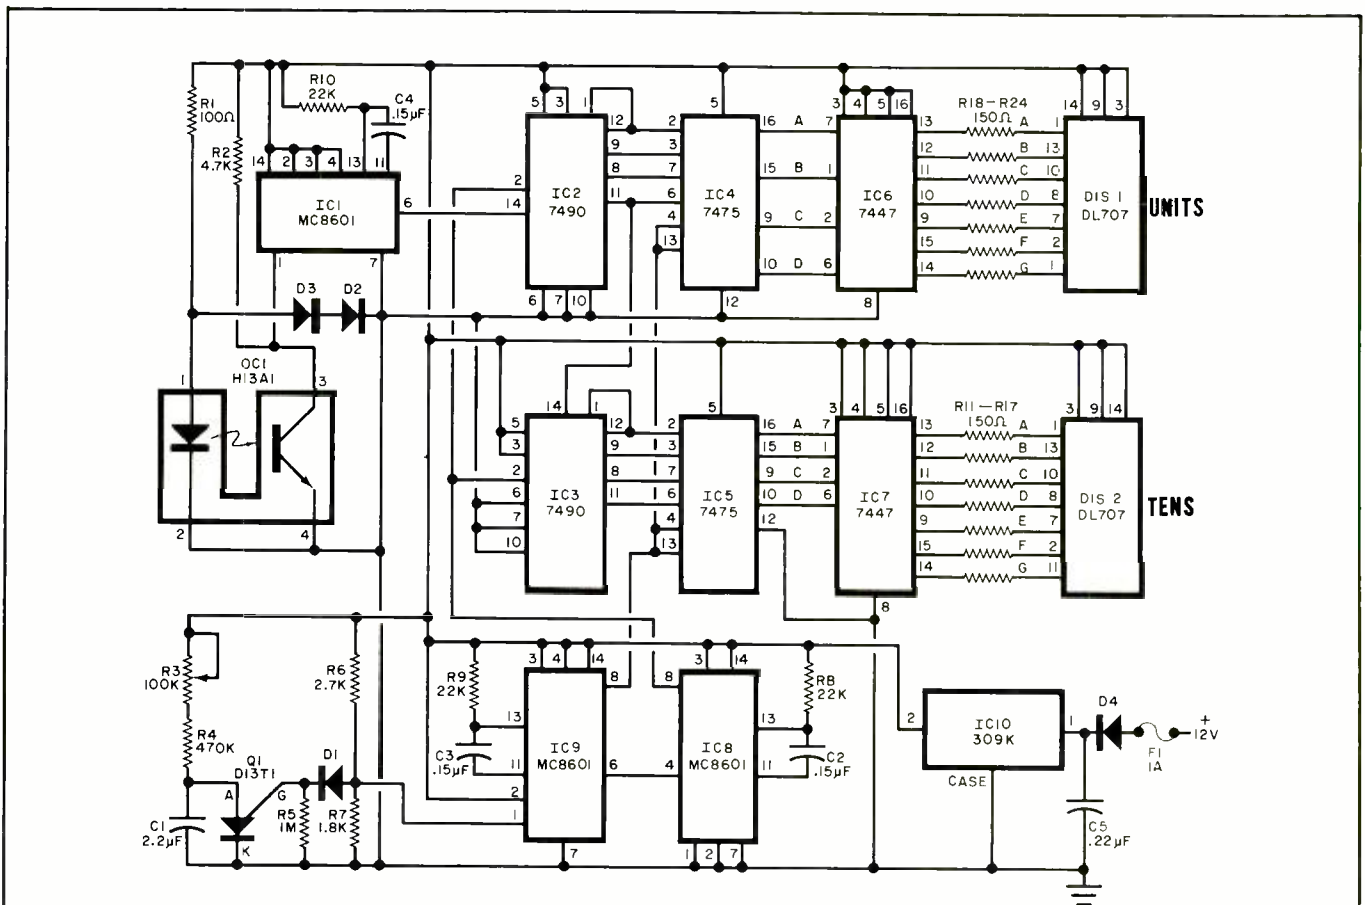 R1
100Ω
R2
4.7K
R10
22K
C4
.15µF
14 2 3 4 13 11
IC1
MC8601
6
1 7
D3 D2
OC1
H13A1
1 3
2 4
5 3 1
12
9
8
11
2
14
IC2
7490
6 7 10
5
2
3
7
6
4
13
IC4
7475
16 A 7
15 B 1
9 C 2
10 D 6
12
3 4 5 16
IC6
7447
8
13
12
11
10
9
15
14
R18-R24
150Ω
A 1
B 13
C 10
D 8
E 7
F 2
G 1
14 9 3
DIS 1
DL707
UNITS
14 1
5
3
2
6
7
10
IC3
7490
12 2
9 3
8 7
11 6
4
13
5
IC5
7475
16 A 7
15 B 1
9 C 2
10 D 6
12
3 4 5 16
IC7
7447
8
13
12
11
10
9
15
14
R11-R17
150Ω
A 1
B 13
C 10
D 8
E 7
F 2
G 11
3 9 14
DIS 2
DL707
TENS
R3
100K
R4
470K
Q1
D13T1
A
G
K
C1
2.2µF
R5
1M
D1
R6
2.7K
R7
1.8K
R9
22K
C3
.15µF
3 4 14
8
13
11
2
1
IC9
MC8601
6
7
3 14
8
4
IC8
MC8601
13
11
1 2 7
R8
22K
C2
.15µF
2
IC10
309K
1
CASE
D4
F1
1A
+
12V
C5
.22µF